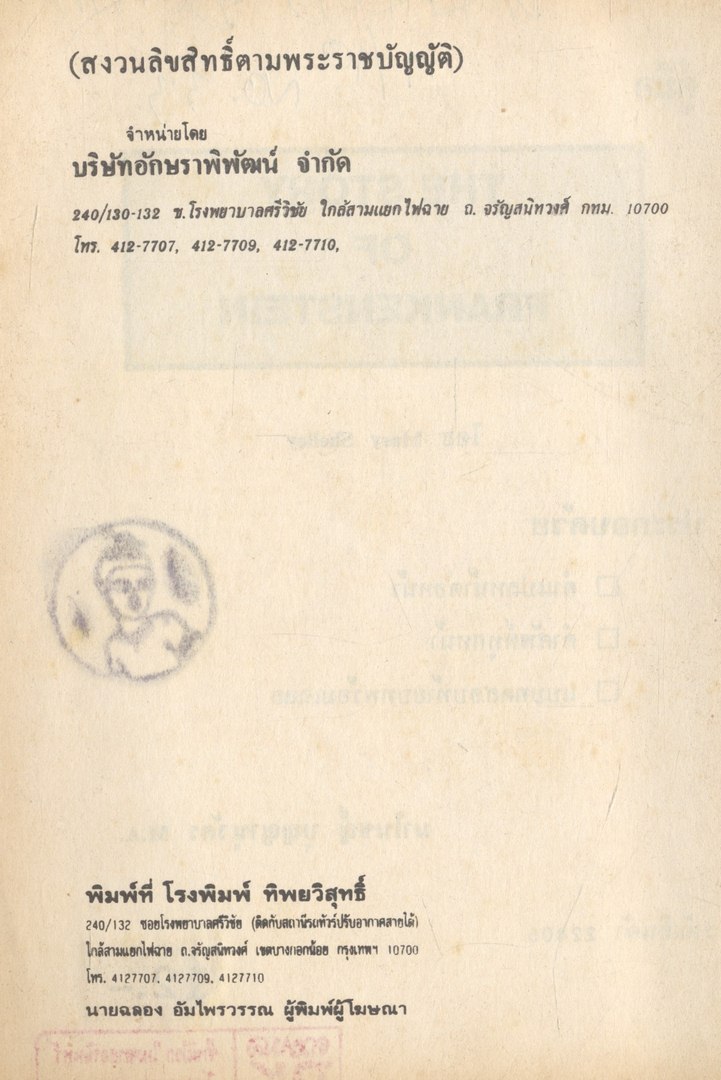 (สงวนลิขสิทธิ์ตามพระราชบัญญัติ)
จำหน่ายโดย
บริษัทอักษราพิพัฒน์ จำกัด
240/130-132 ซ.โรงพยาบาลศรีวิชัย ใกล้สามแยกไฟฉาย ถ. จรัญสนิทวงศ์ กทม. 10700
โทร. 412-7707, 412-7709, 412-7710,
พิมพ์ที่ โรงพิมพ์ ทิพยวิสุทธิ์
240/132 ซอยโรงพยาบาลศรีวิชัย (ติดกับสถานีรถทัวร์ปรับอากาศสายใต้)
ใกล้สามแยกไฟฉาย ถ.จรัญสนิทวงศ์ เขตบางกอกน้อย กรุงเทพฯ 10700
โทร. 4127707, 4127709, 4127710
นายฉลอง อัมไพรวรรณ ผู้พิมพ์ผู้โฆษณา